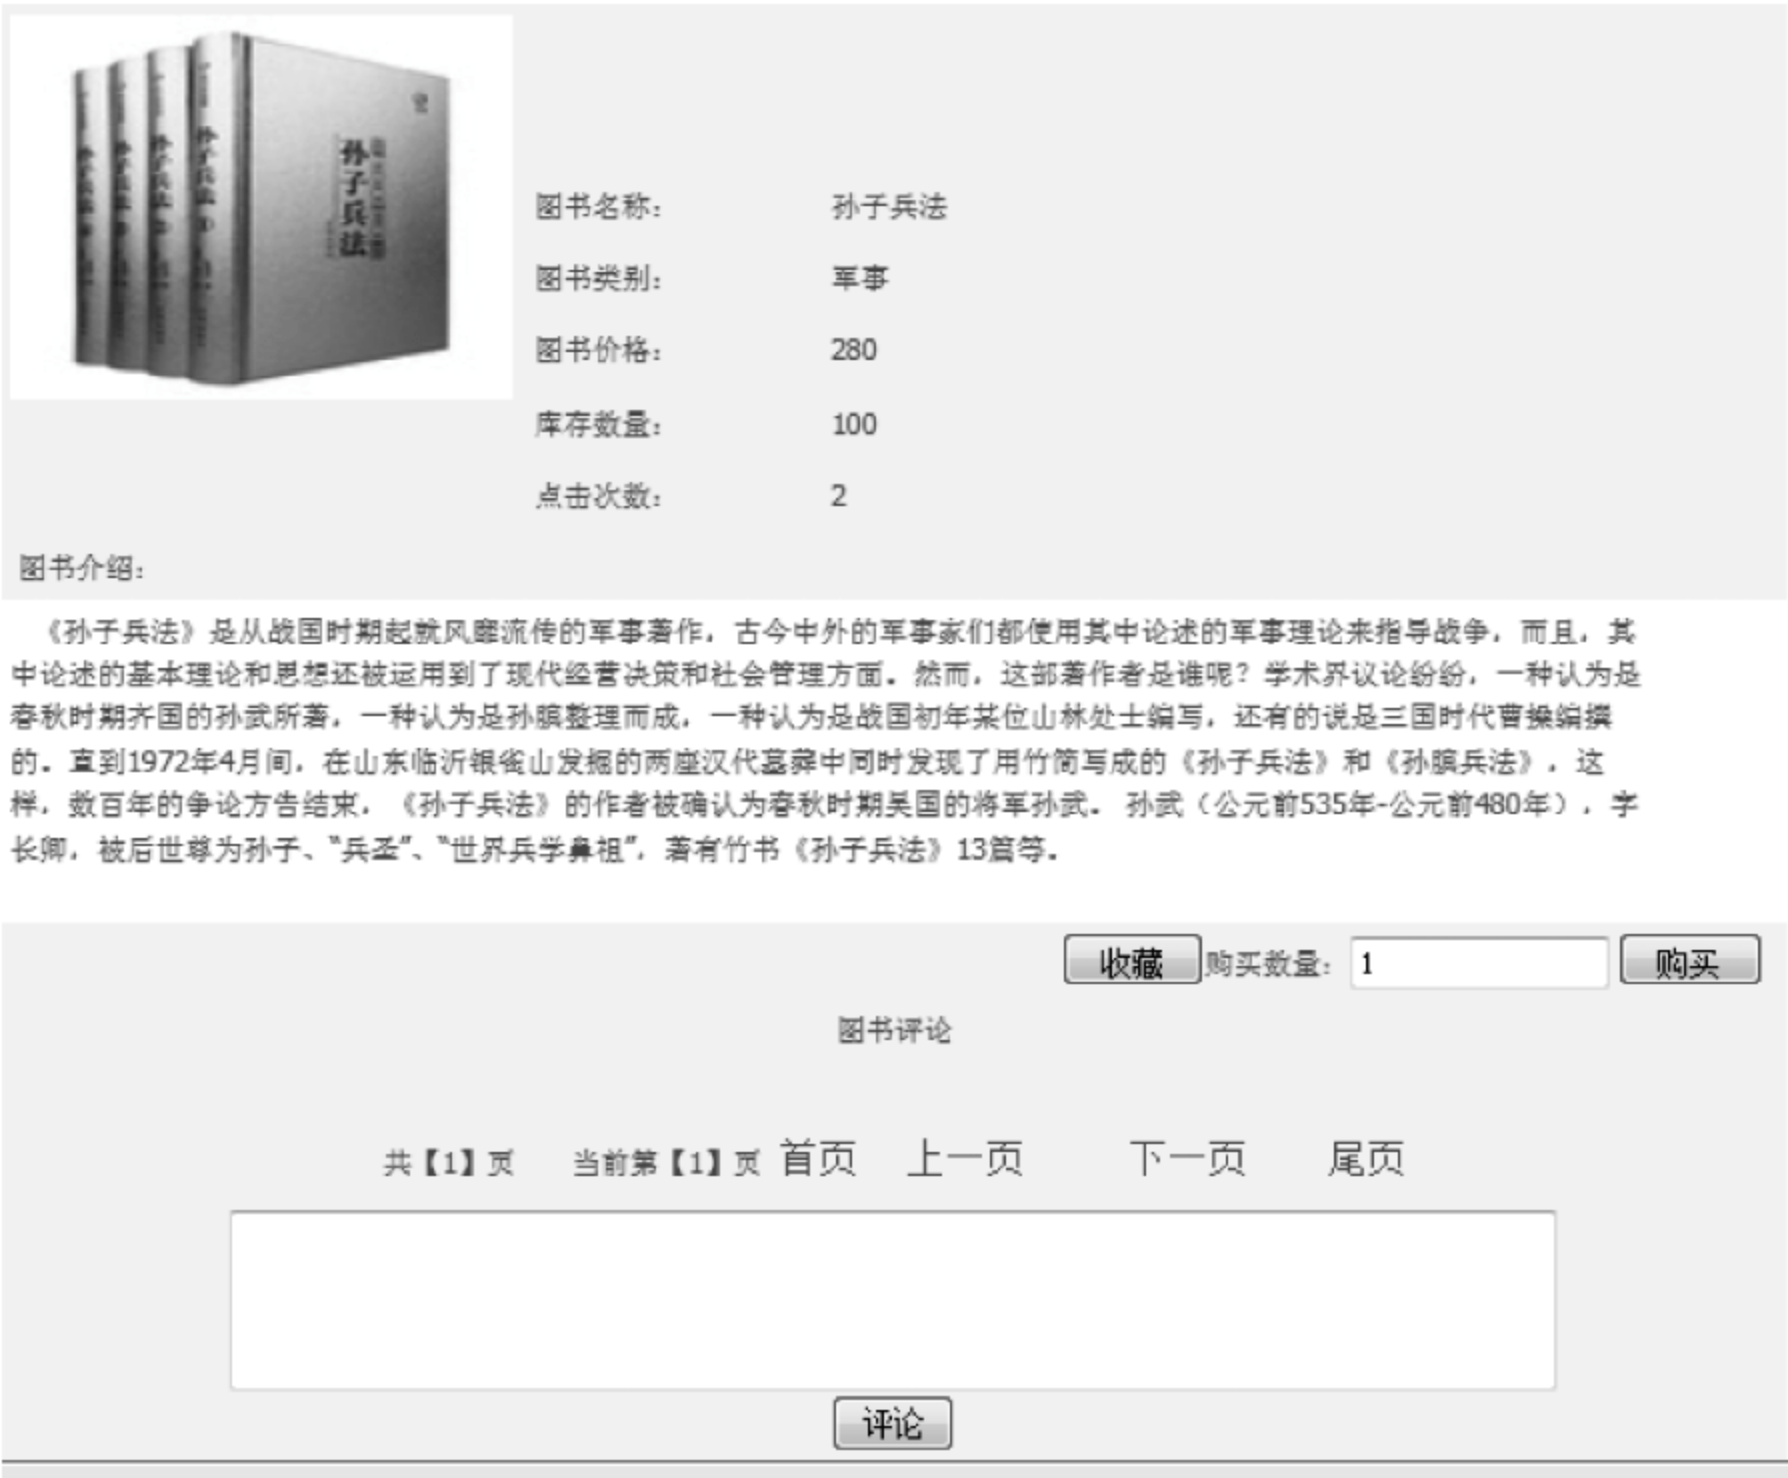 孙子兵法
孙子兵法
孙子兵法
孙子兵法
孙子兵法
图书名称： 孙子兵法
图书类别： 军事
图书价格： 280
库存数量： 100
点击次数： 2
图书介绍：
《孙子兵法》是从战国时期起就风靡流传的军事著作，古今中外的军事家们都使用其中论述的军事理论来指导战争，而且，其
中论述的基本理论和思想还被运用到了现代经营决策和社会管理方面。然而，这部著作者是谁呢？学术界议论纷纷，一种认为是
春秋时期齐国的孙武所著，一种认为是孙膑整理而成，一种认为是战国初年某位山林处士编写，还有的说是三国时代曹操编撰
的。直到1972年4月间，在山东临沂银雀山发掘的两座汉代墓葬中同时发现了用竹简写成的《孙子兵法》和《孙膑兵法》，这
样，数百年的争论方告结束，《孙子兵法》的作者被确认为春秋时期吴国的将军孙武。 孙武（公元前535年-公元前480年），字
长卿，被后世尊为孙子、“兵圣”、“世界兵学鼻祖”，著有竹书《孙子兵法》13篇等。
收藏 购买数量： 1 购买
图书评论
共【1】页 当前第【1】页 首页 上一页 下一页 尾页
评论